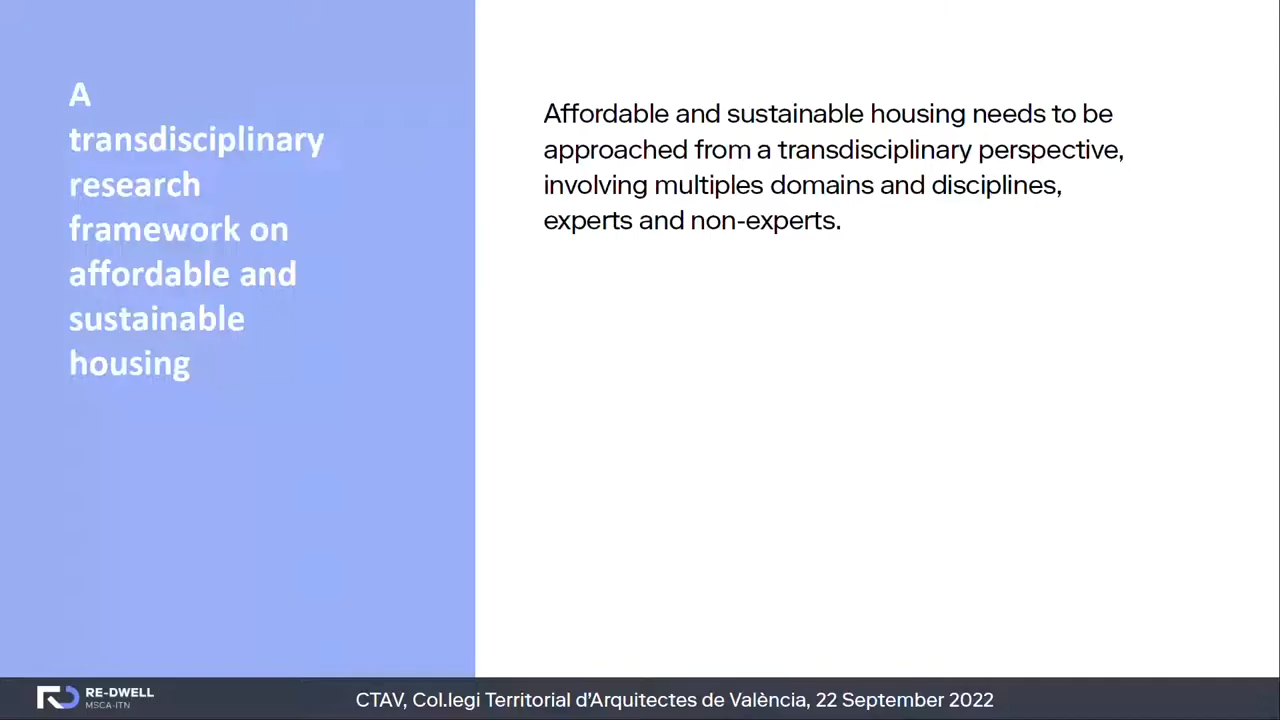 A
transdisciplinary
research
framework on
affordable and
sustainable
housing
Affordable and sustainable housing needs to be
approached from a transdisciplinary perspective,
involving multiples domains and disciplines,
experts and non-experts.
RE-DWELL
MSCA-ITN
CTAV, Col.legi Territorial d'Arquitectes de València, 22 September 2022